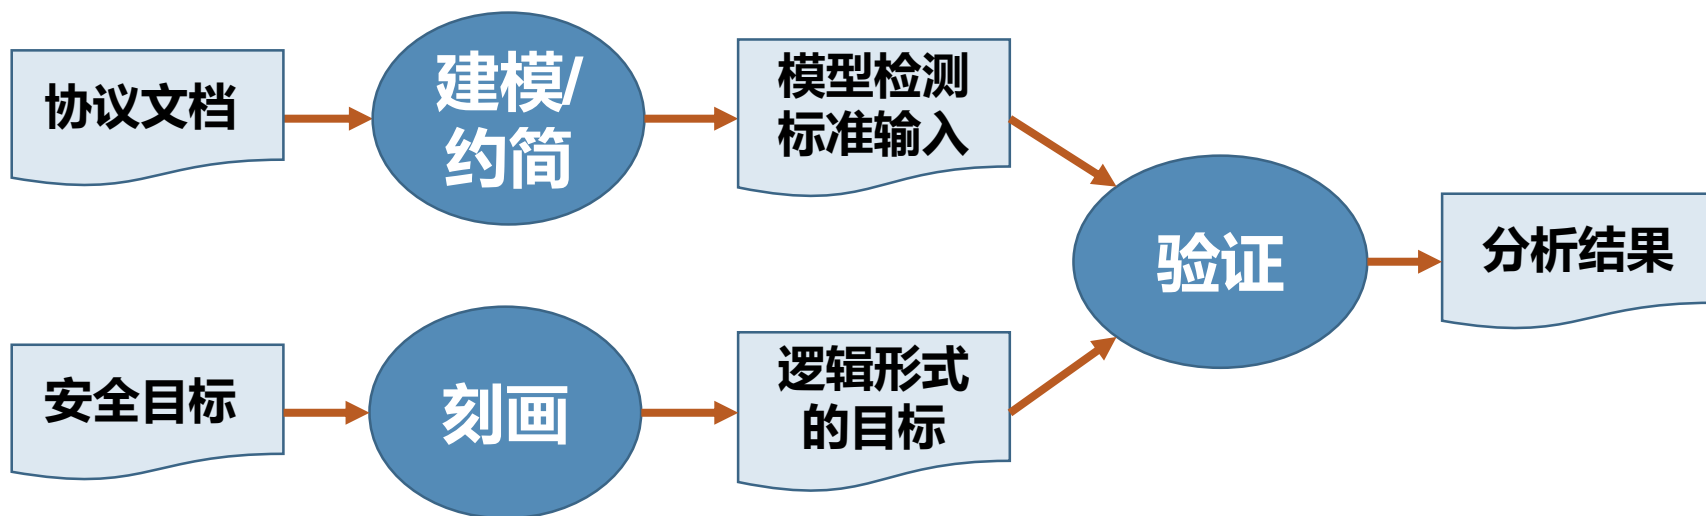 协议文档
建模/
约简
模型检测
标准输入
安全目标
刻画
逻辑形式
的目标
验证
分析结果